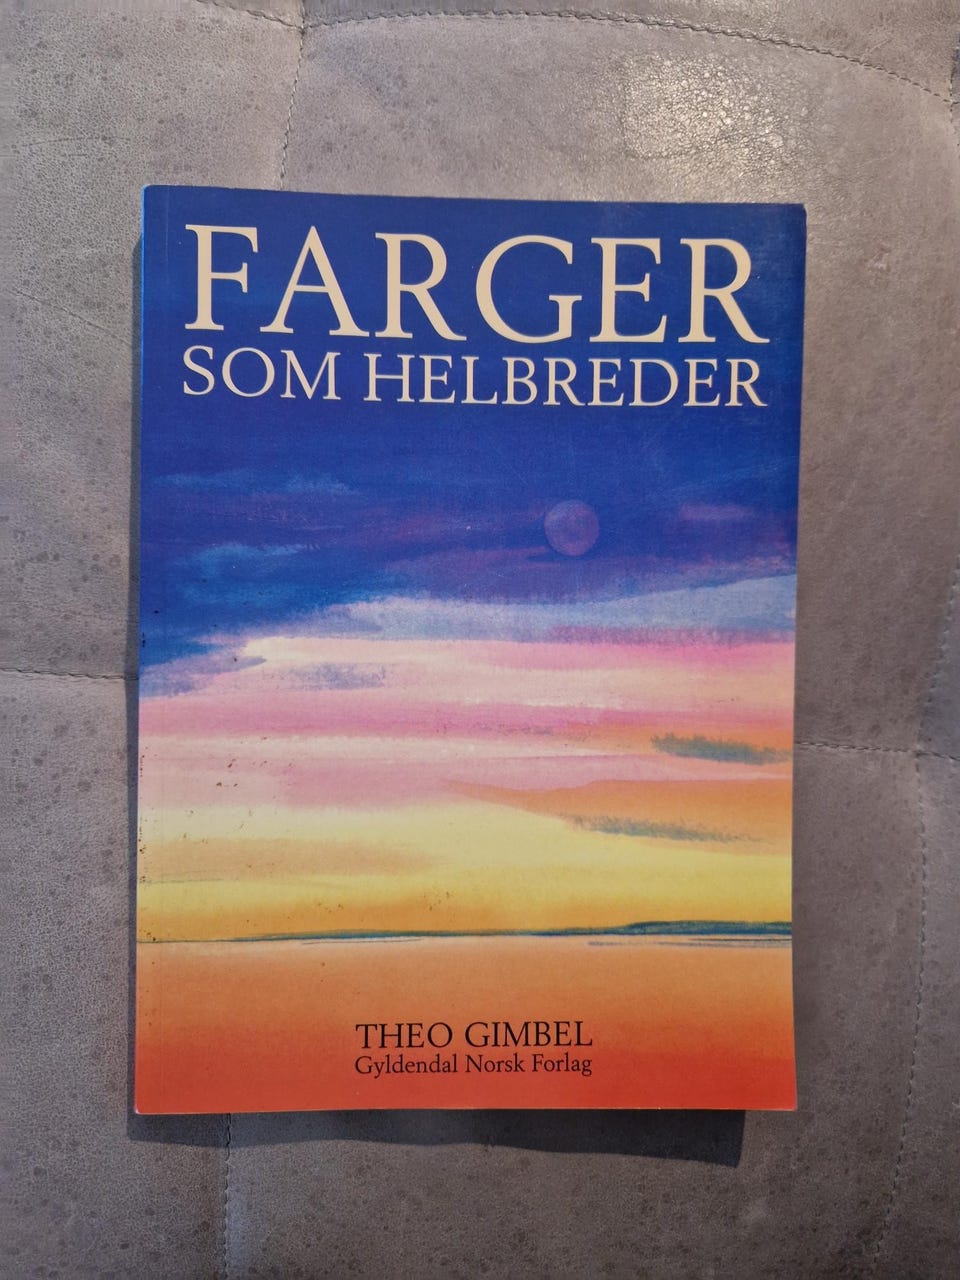 FARGER
SOM HELBREDER
THEO GIMBEL
Gyldendal Norsk Forlag